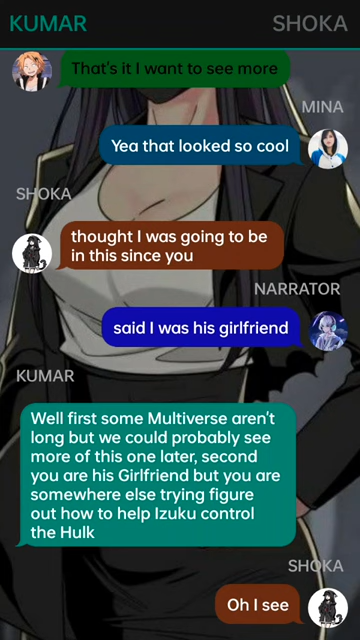 KUMAR SHOKA
That's it I want to see more
MINA
Yea that looked so cool
SHOKA
thought I was going to be
in this since you
NARRATOR
said I was his girlfriend
KUMAR
Well first some Multiverse aren't
long but we could probably see
more of this one later, second
you are his Girlfriend but you are
somewhere else trying figure
out how to help Izuku control
the Hulk
SHOKA
Oh I see